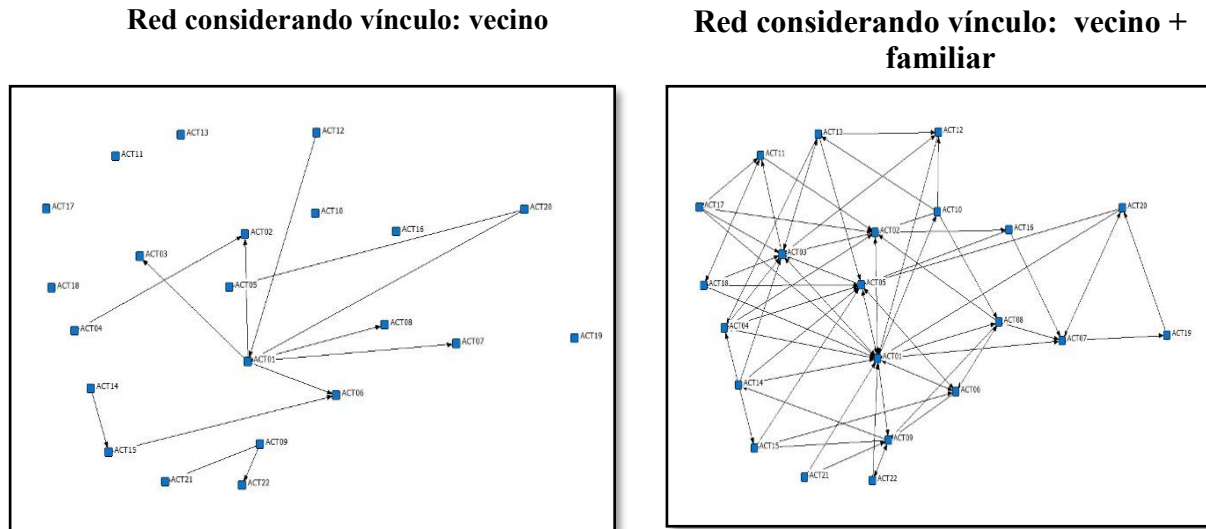 Red considerando vínculo: vecino
Red considerando vínculo: vecino +
familiar
ACT13
ACT12
ACT11
ACT17
ACT10
ACT20
ACT02
ACT16
ACT03
ACT05
ACT18
ACT04
ACT08
ACT07
ACT19
ACT01
ACT14
ACT06
ACT15
ACT09
ACT21
ACT22
ACT13
ACT12
ACT11
ACT17
ACT10
ACT20
ACT02
ACT16
ACT03
ACT18
ACT05
ACT04
ACT08
ACT07
ACT19
ACT01
ACT14
ACT06
ACT15
ACT09
ACT21
ACT22